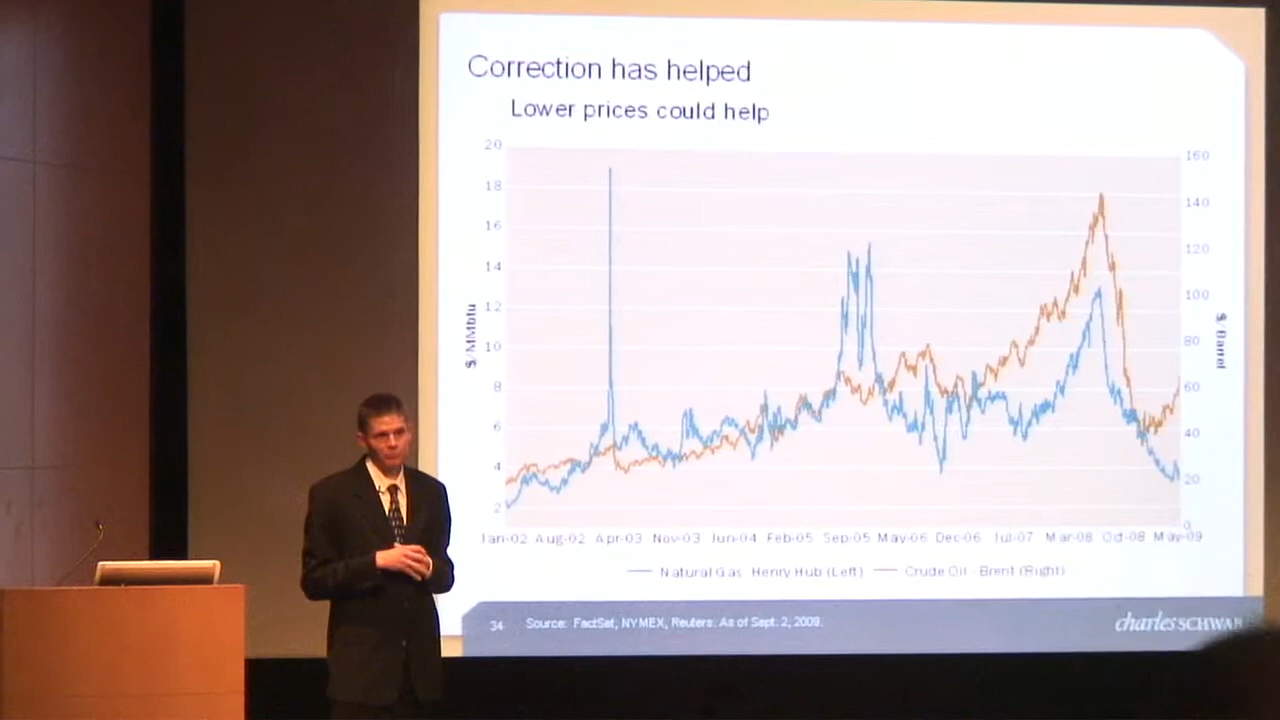 Correction has helped
Lower prices could help
20
18
16
14
12
10
8
6
4
2
$/MMbtu
160
140
120
100
80
60
40
20
0
$/Barrel
Jan-02 Aug-02 Apr-03 Nov-03 Jun-04 Feb-05 Sep-05 May-06 Dec-06 Jul-07 Mar-08 Oct-08 May-09
Natural Gas Henry Hub (Left) Crude Oil - Brent (Right)
34 Source: FactSet, NYMEX, Reuters. As of Sept. 2, 2009.
charles SCHWAB